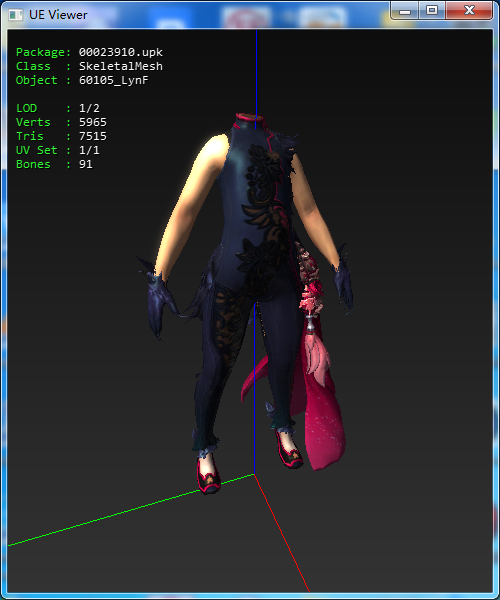 UE Viewer
Package: 00023910.upk
Class : SkeletalMesh
Object : 60105_LynF
LOD : 1/2
Verts : 5965
Tris : 7515
UV Set : 1/1
Bones : 91